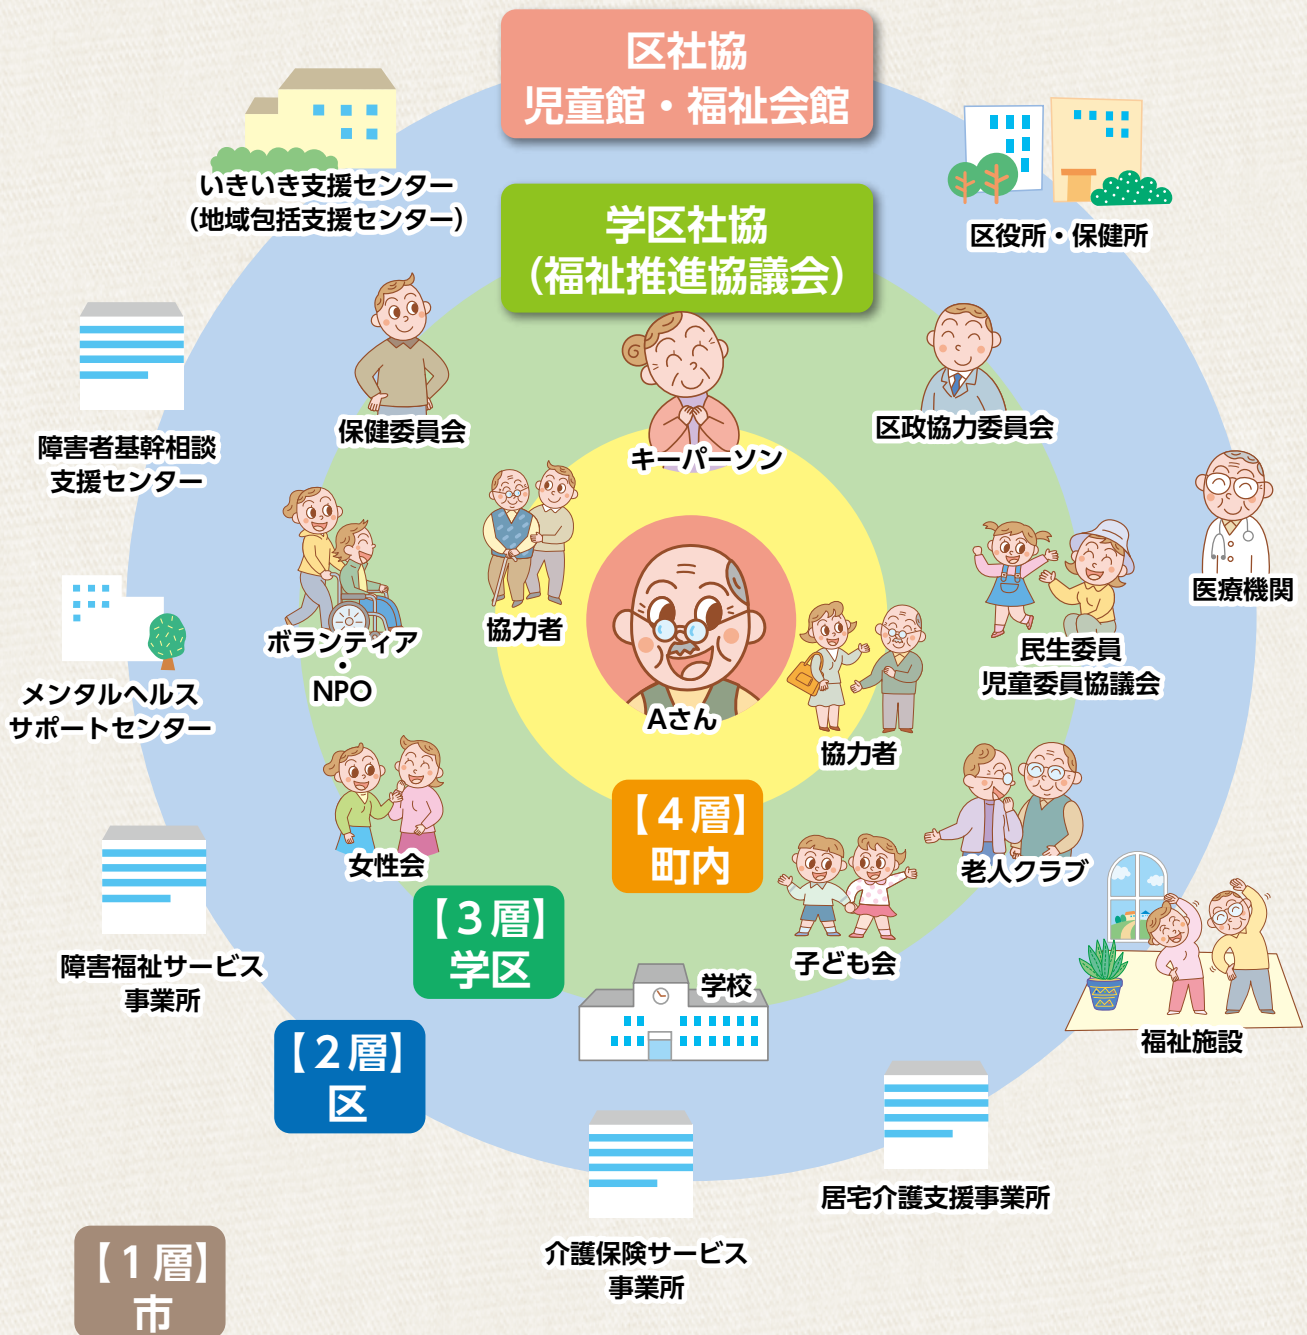 区社協
児童館・福祉会館
いきいき支援センター
（地域包括支援センター）
学区社協
（福祉推進協議会）
区役所・保健所
保健委員会
キーパーソン
区政協力委員会
障害者基幹相談
支援センター
医療機関
協力者
ボランティア
・
NPO
民生委員
児童委員協議会
メンタルヘルス
サポートセンター
Aさん
協力者
女性会
【４層】
町内
老人クラブ
【３層】
学区
子ども会
障害福祉サービス
事業所
学校
福祉施設
【２層】
区
居宅介護支援事業所
介護保険サービス
事業所
【１層】
市